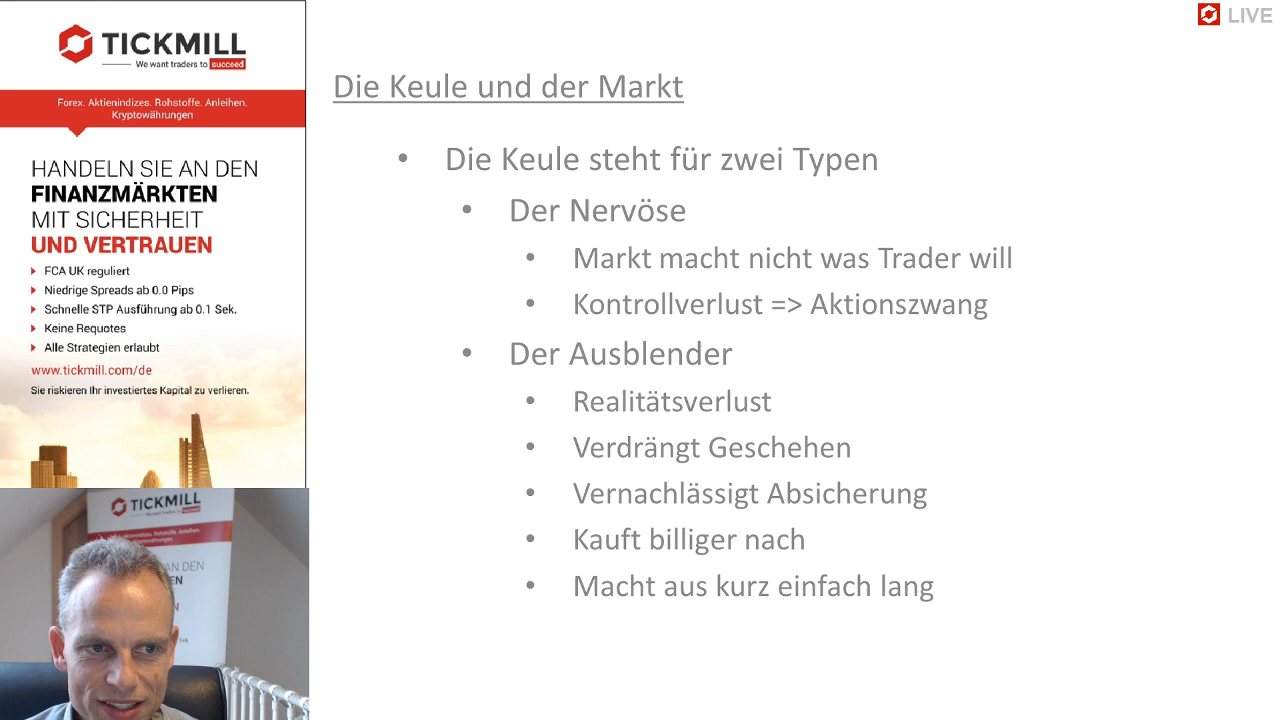 TICKMILL
We want traders to succeed
Forex. Aktienindizes. Rohstoffe. Anleihen.
Kryptowährungen
HANDELN SIE AN DEN
FINANZMÄRKTEN
MIT SICHERHEIT
UND VERTRAUEN
FCA UK reguliert
Niedrige Spreads ab 0.0 Pips
Schnelle STP Ausführung ab 0.1 Sek.
Keine Requotes
Alle Strategien erlaubt
www.tickmill.com/de
Sie riskieren Ihr investiertes Kapital zu verlieren.
LIVE
Die Keule und der Markt
• Die Keule steht für zwei Typen
• Der Nervöse
• Markt macht nicht was Trader will
• Kontrollverlust => Aktionszwang
• Der Ausblender
• Realitätsverlust
• Verdrängt Geschehen
• Vernachlässigt Absicherung
• Kauft billiger nach
• Macht aus kurz einfach lang
TICKMILL
AN DEN